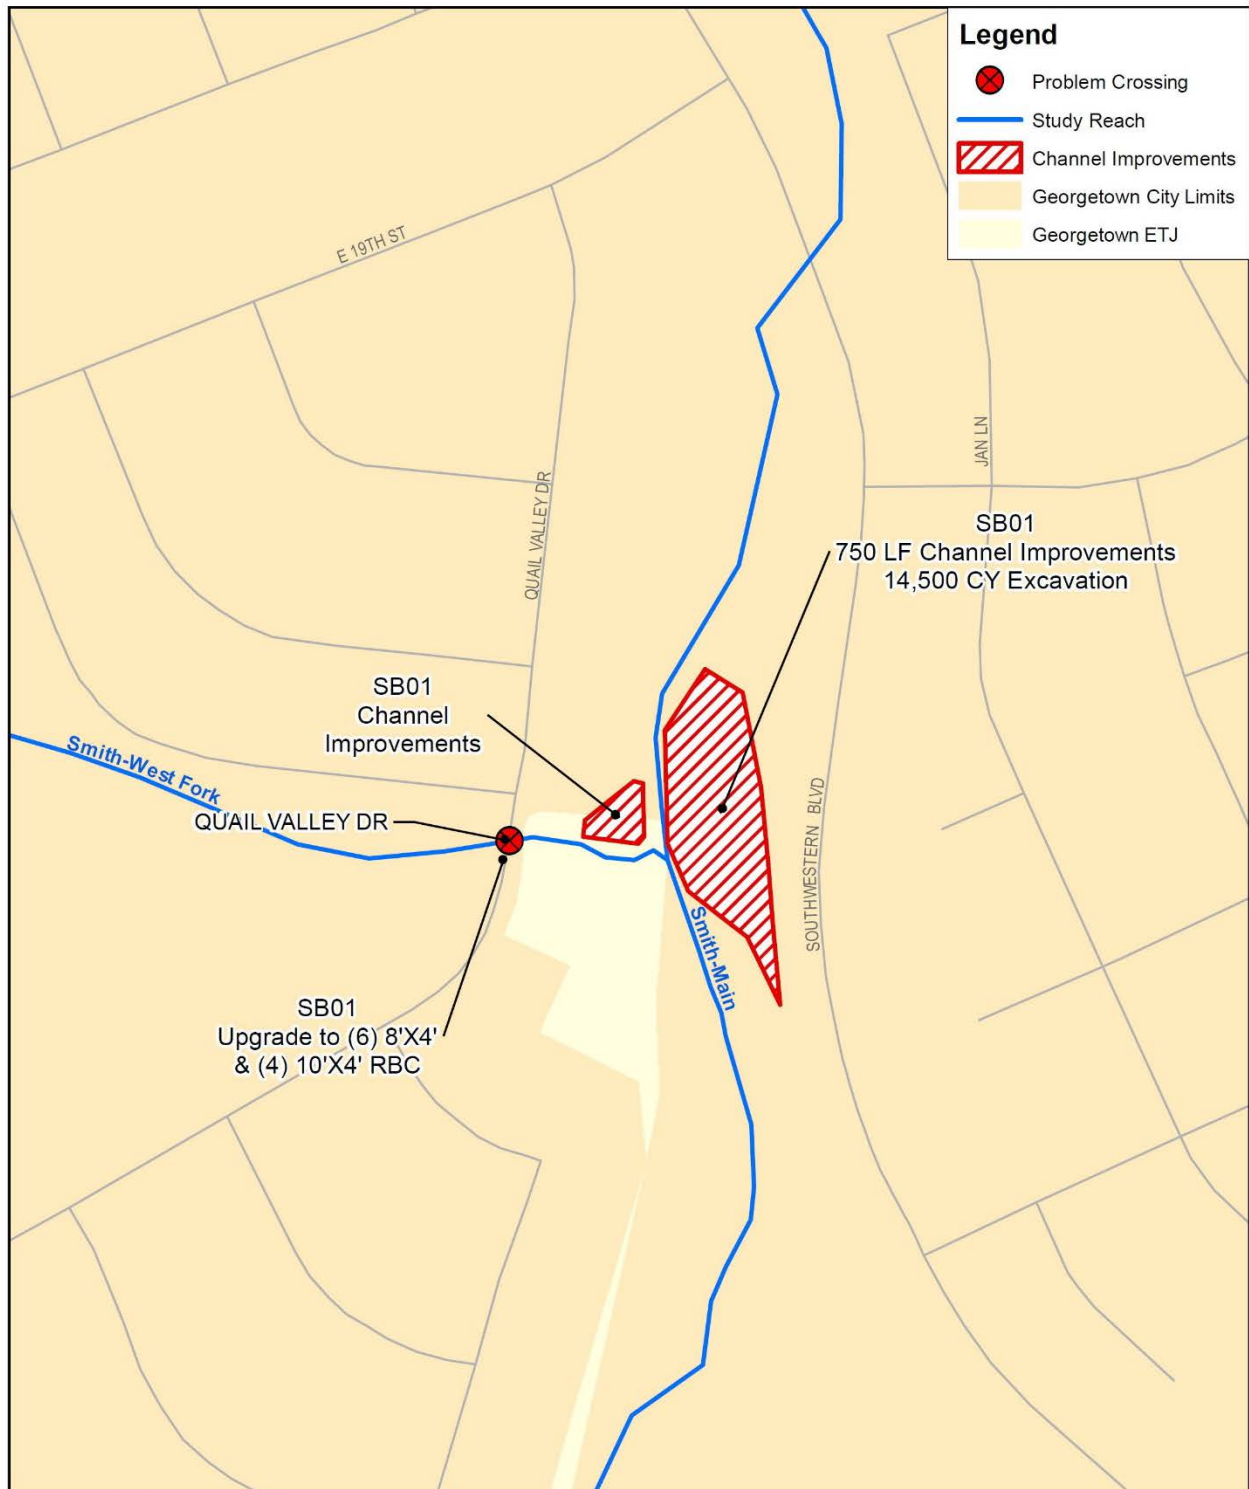 Legend
Problem Crossing
Study Reach
Channel Improvements
Georgetown City Limits
Georgetown ETJ
E 19TH ST
JAN LN
QUAIL VALLEY DR
SB01
750 LF Channel Improvements
14,500 CY Excavation
SB01
Channel
Improvements
Smith-West Fork
QUAIL VALLEY DR
SOUTHWESTERN BLVD
Smith-Main
SB01
Upgrade to (6) 8'X4'
& (4) 10'X4' RBC